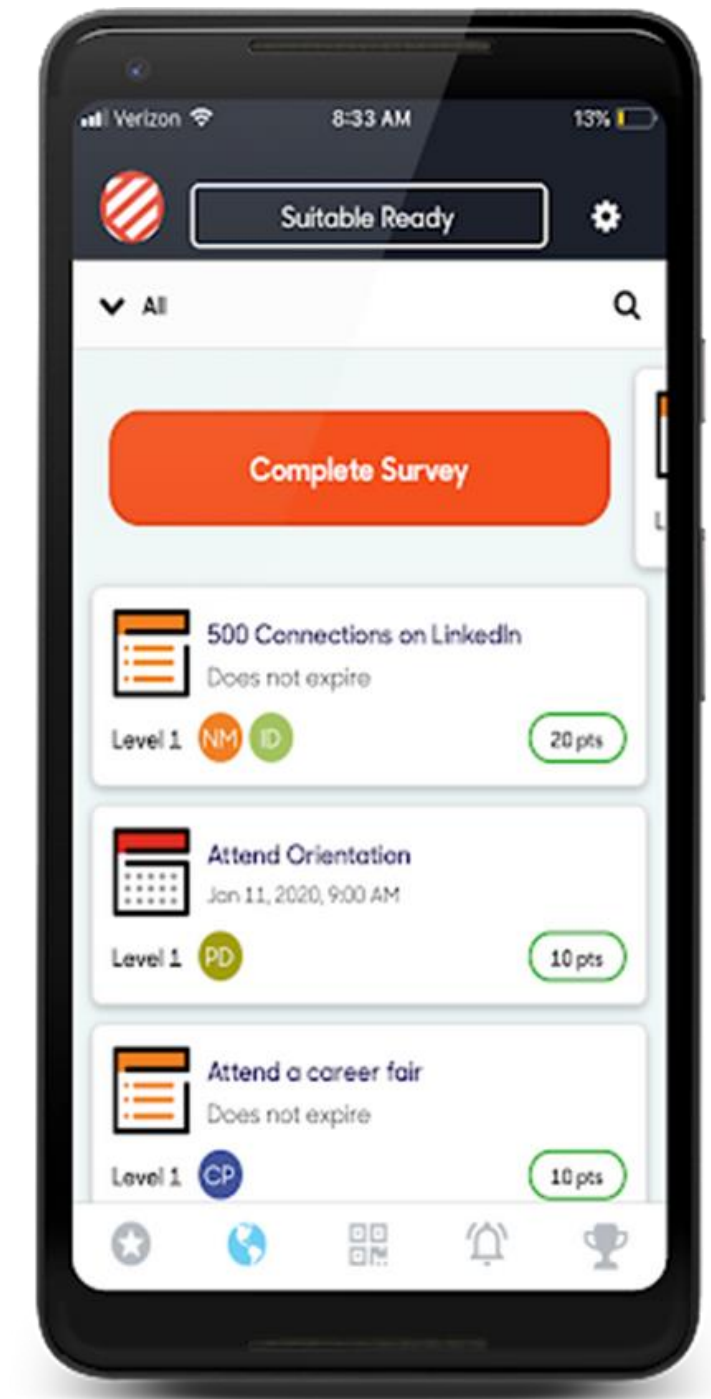 Verizon 8:33 AM 13%
Suitable Ready
All
Complete Survey
L
500 Connections on LinkedIn
Does not expire
Level 1 NM ID 20 pts
Attend Orientation
Jan 11, 2020, 9:00 AM
Level 1 PD 10 pts
Attend a career fair
Does not expire
Level 1 CP 10 pts